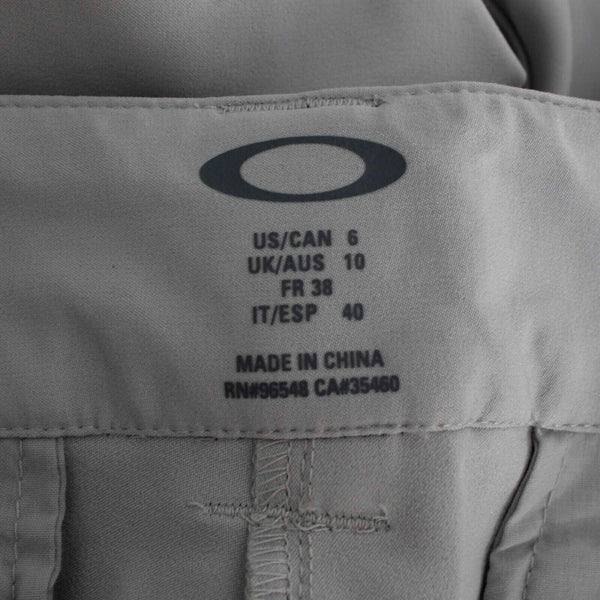 US/CAN 6
UK/AUS 10
FR 38
IT/ESP 40
MADE IN CHINA
RN#96548 CA#35460